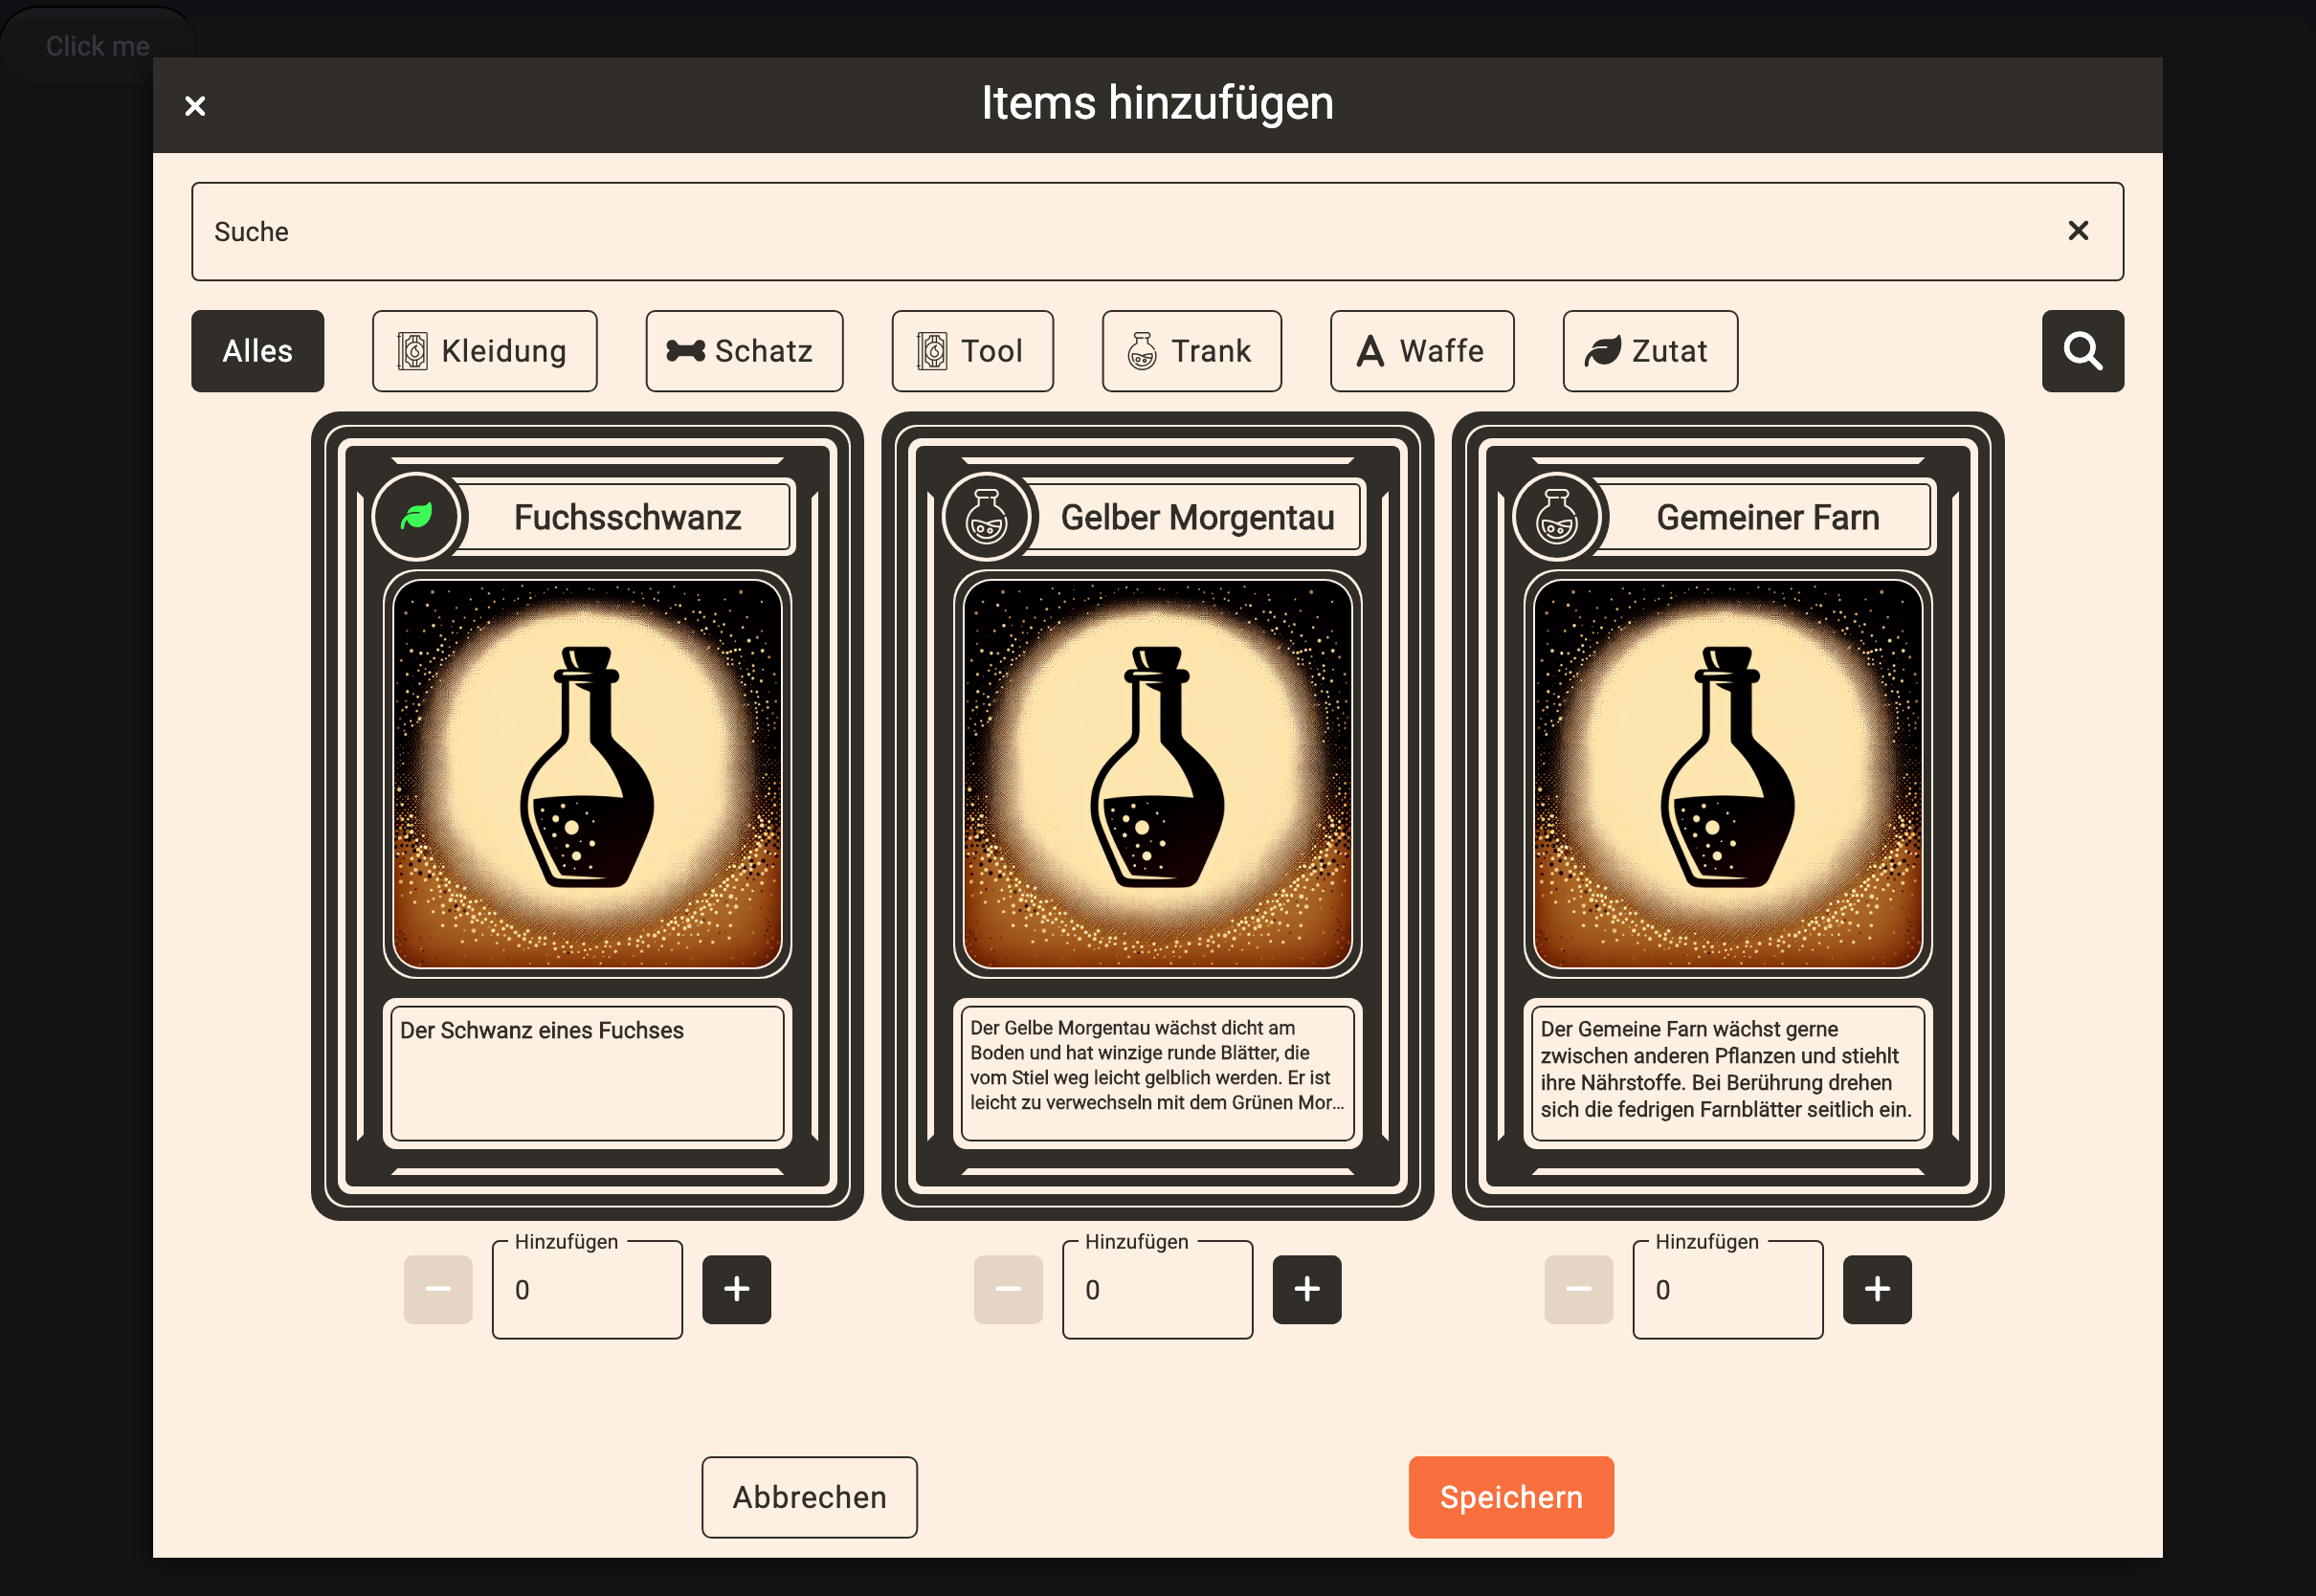 Click me
Items hinzufügen
Suche
Alles
Kleidung
Schatz
Tool
Trank
Waffe
Zutat
Fuchsschwanz
Gelber Morgentau
Gemeiner Farn
Der Schwanz eines Fuchses
Der Gelbe Morgentau wächst dicht am
Boden und hat winzige runde Blätter, die
vom Stiel weg leicht gelblich werden. Er ist
leicht zu verwechseln mit dem Grünen Mor...
Der Gemeine Farn wächst gerne
zwischen anderen Pflanzen und stiehlt
ihre Nährstoffe. Bei Berührung drehen
sich die fedrigen Farnblätter seitlich ein.
Hinzufügen
0
Hinzufügen
0
Hinzufügen
0
Abbrechen
Speichern